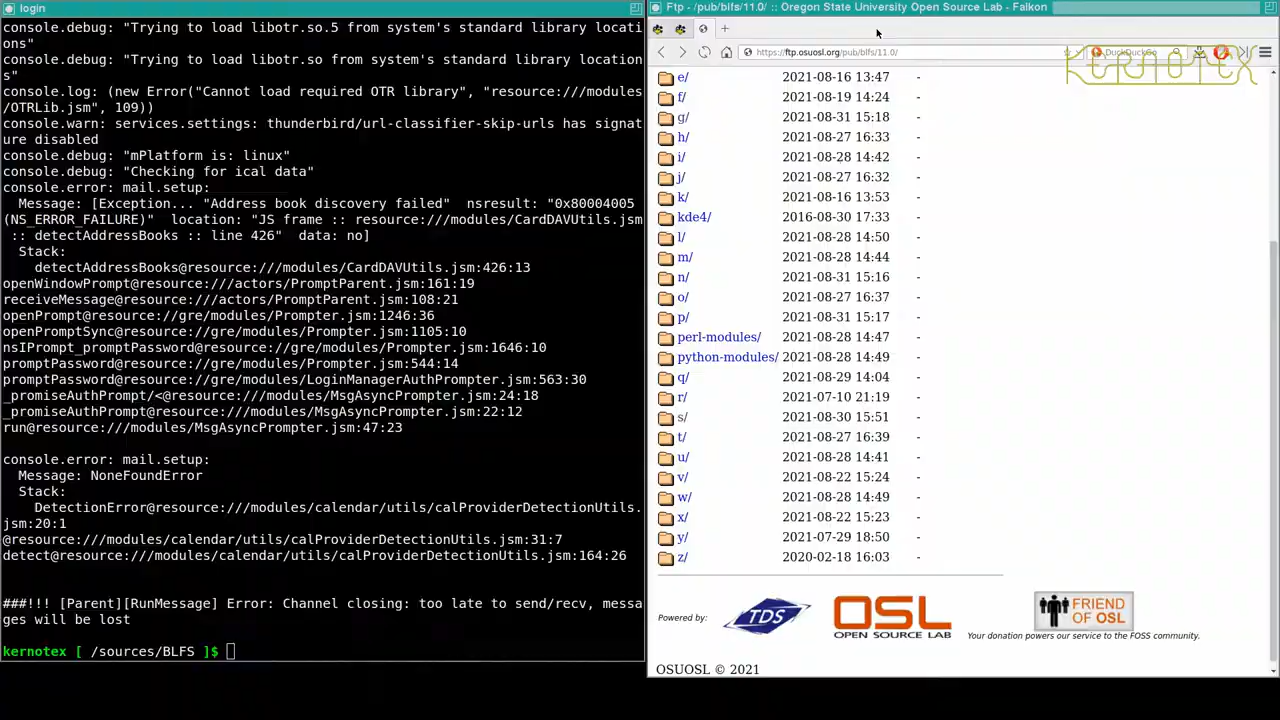 login
console.debug: "Trying to load libotr.so.5 from system's standard library locati
ons"
console.debug: "Trying to load libotr.so from system's standard library location
s"
console.log: (new Error("Cannot load required OTR library", "resource:///modules
/OTRLib.jsm", 109))
console.warn: services.settings: thunderbird/url-classifier-skip-urls has signat
ure disabled
console.debug: "mPlatform is: linux"
console.debug: "Checking for ical data"
console.error: mail.setup:
Message: [Exception... "Address book discovery failed"  nsresult: "0x80004005
(NS_ERROR_FAILURE)"  location: "JS frame :: resource:///modules/CardDAVUtils.jsm
:: detectAddressBooks :: line 426"  data: no]
Stack:
detectAddressBooks@resource:///modules/CardDAVUtils.jsm:426:13
openWindowPrompt@resource:///actors/PromptParent.jsm:161:19
receiveMessage@resource:///actors/PromptParent.jsm:108:21
openPrompt@resource://gre/modules/Prompter.jsm:1246:36
openPromptSync@resource://gre/modules/Prompter.jsm:1105:10
nsIPrompt_promptPassword@resource://gre/modules/Prompter.jsm:1646:10
promptPassword@resource://gre/modules/Prompter.jsm:544:14
promptPassword@resource://gre/modules/LoginManagerAuthPrompter.jsm:563:30
_promiseAuthPrompt/<@resource:///modules/MsgAsyncPrompter.jsm:24:18
_promiseAuthPrompt@resource:///modules/MsgAsyncPrompter.jsm:22:12
run@resource:///modules/MsgAsyncPrompter.jsm:47:23
console.error: mail.setup:
Message: NoneFoundError
Stack:
DetectionError@resource:///modules/calendar/utils/calProviderDetectionUtils.
jsm:20:1
@resource:///modules/calendar/utils/calProviderDetectionUtils.jsm:31:7
detect@resource:///modules/calendar/utils/calProviderDetectionUtils.jsm:164:26
###!!! [Parent][RunMessage] Error: Channel closing: too late to send/recv, messa
ges will be lost
kernotex [ /sources/BLFS ]$
Ftp - /pub/blfs/11.0/ :: Oregon State University Open Source Lab - Falkon
https://ftp.osuosl.org/pub/blfs/11.0/
DuckDuckGo
KERNOTEX
e/ 2021-08-16 13:47 -
f/ 2021-08-19 14:24 -
g/ 2021-08-31 15:18 -
h/ 2021-08-27 16:33 -
i/ 2021-08-28 14:42 -
j/ 2021-08-27 16:32 -
k/ 2021-08-16 13:53 -
kde4/ 2016-08-30 17:33 -
l/ 2021-08-28 14:50 -
m/ 2021-08-28 14:44 -
n/ 2021-08-31 15:16 -
o/ 2021-08-27 16:37 -
p/ 2021-08-31 15:17 -
perl-modules/ 2021-08-28 14:47 -
python-modules/ 2021-08-28 14:49 -
q/ 2021-08-29 14:04 -
r/ 2021-07-10 21:19 -
s/ 2021-08-30 15:51 -
t/ 2021-08-27 16:39 -
u/ 2021-08-28 14:41 -
v/ 2021-08-22 15:24 -
w/ 2021-08-28 14:49 -
x/ 2021-08-22 15:23 -
y/ 2021-07-29 18:50 -
z/ 2020-02-18 16:03 -
Powered by:
TDS
OSL
OPEN SOURCE LAB
FRIEND
OF OSL
Your donation powers our service to the FOSS community.
OSUOSL © 2021